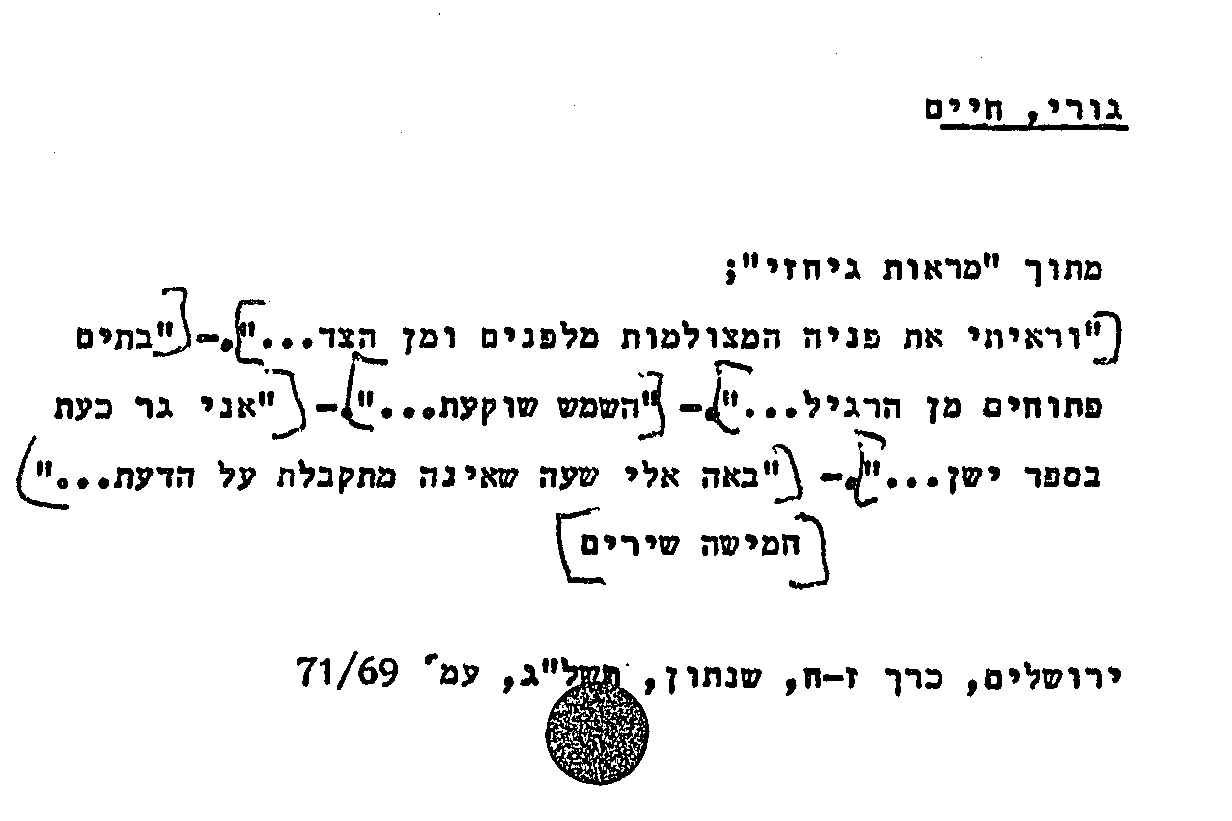 גורי, חיים
מתוך "מראות גיחזי";
["וראיתי את פניה המצולמות מלפנים ומן הצד..."].-["בתים
פתוחים מן הרגיל..."].-["השמש שוקעת..."].-["אני גר כעת
בספר ישן..."].-["באה אלי שעה שאינה מתקבלת על הדעת..."]
[חמישה שירים]
ירושלים, כרך ז-ח, שנתון, תשל"ג, עמ' 71/69